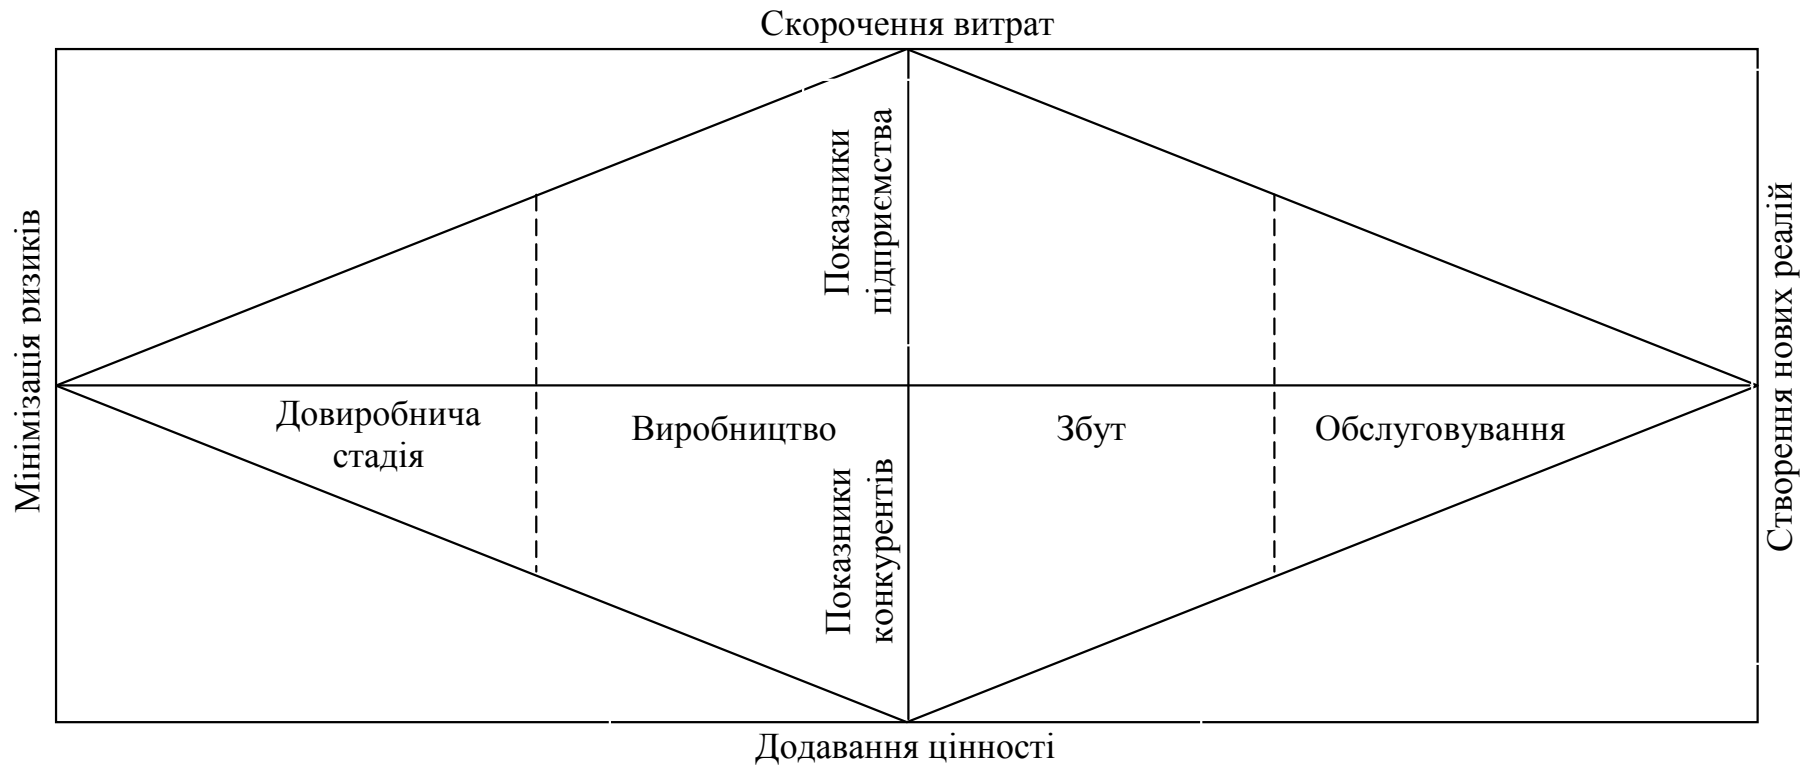 Скорочення витрат
Мінімізація ризиків
Показники
підприємства
Створення нових реалій
Довиробнича
стадія
Виробництво
Збут
Обслуговування
Показники
конкурентів
Додавання цінності